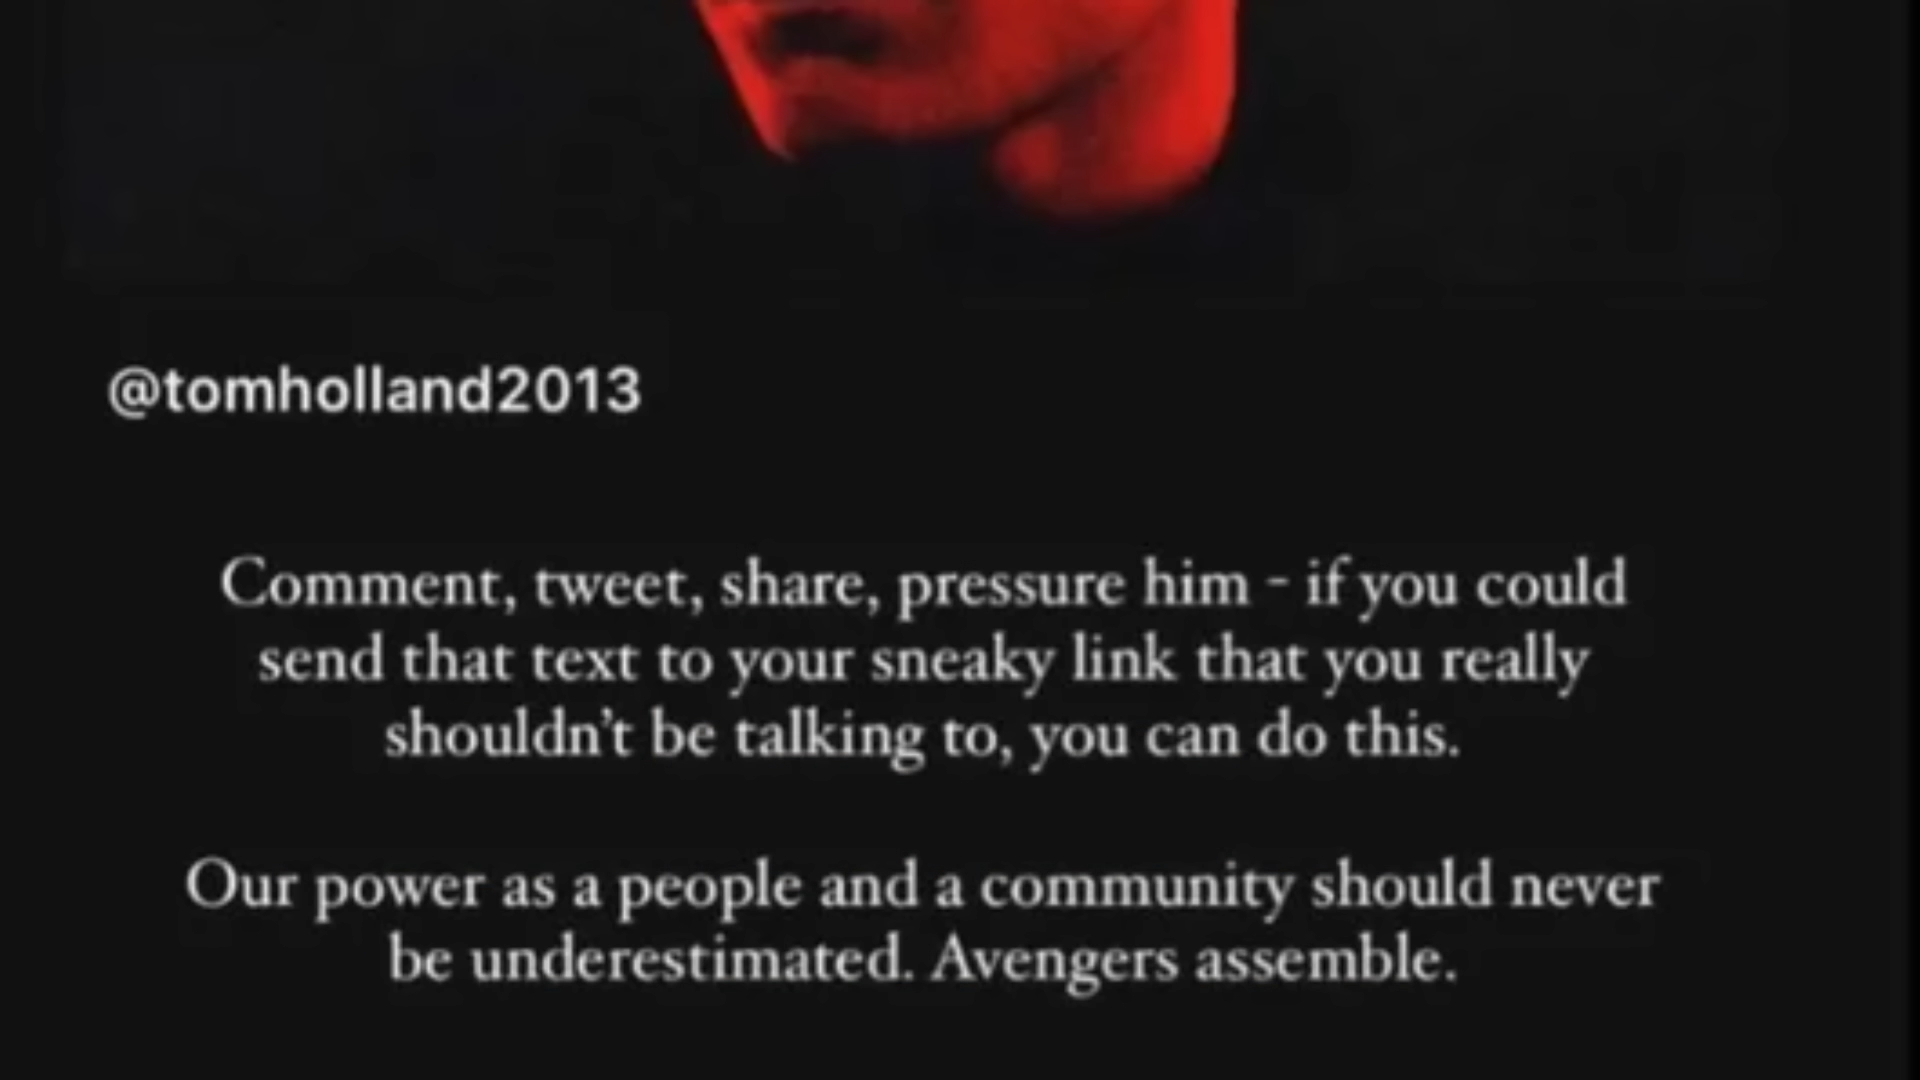 @tomholland2013
Comment, tweet, share, pressure him - if you could
send that text to your sneaky link that you really
shouldn't be talking to, you can do this.
Our power as a people and a community should never
be underestimated. Avengers assemble.